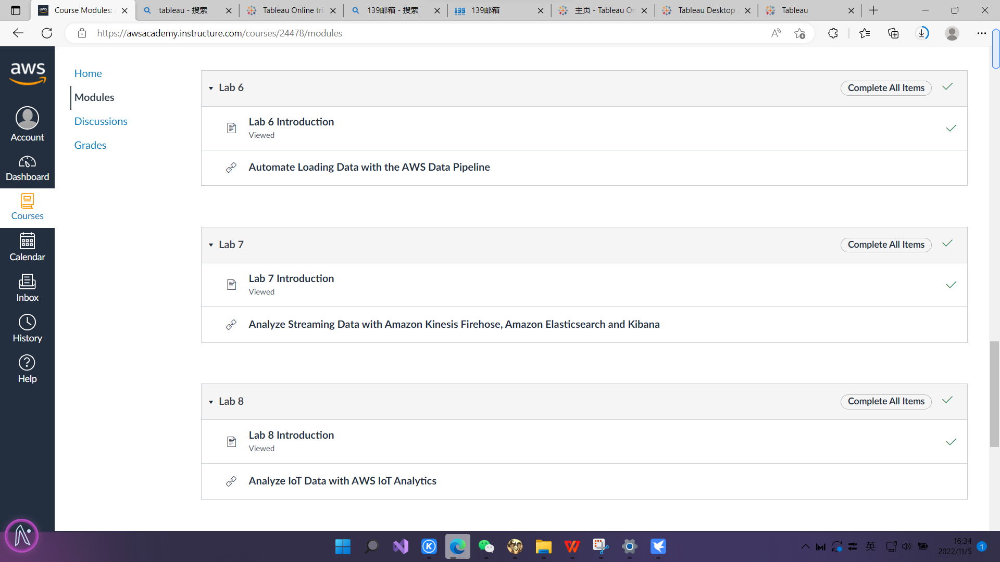 Course Modules:
tableau - 搜索
Tableau Online tri
139邮箱 - 搜索
139邮箱
主页 - Tableau On
Tableau Desktop
Tableau
https://awsacademy.instructure.com/courses/24478/modules
aws
Account
Dashboard
Courses
Calendar
Inbox
History
Help
Home
Modules
Discussions
Grades
Lab 6
Complete All Items
Lab 6 Introduction
Viewed
Automate Loading Data with the AWS Data Pipeline
Lab 7
Complete All Items
Lab 7 Introduction
Viewed
Analyze Streaming Data with Amazon Kinesis Firehose, Amazon Elasticsearch and Kibana
Lab 8
Complete All Items
Lab 8 Introduction
Viewed
Analyze IoT Data with AWS IoT Analytics
英
16:34
2022/11/5
1